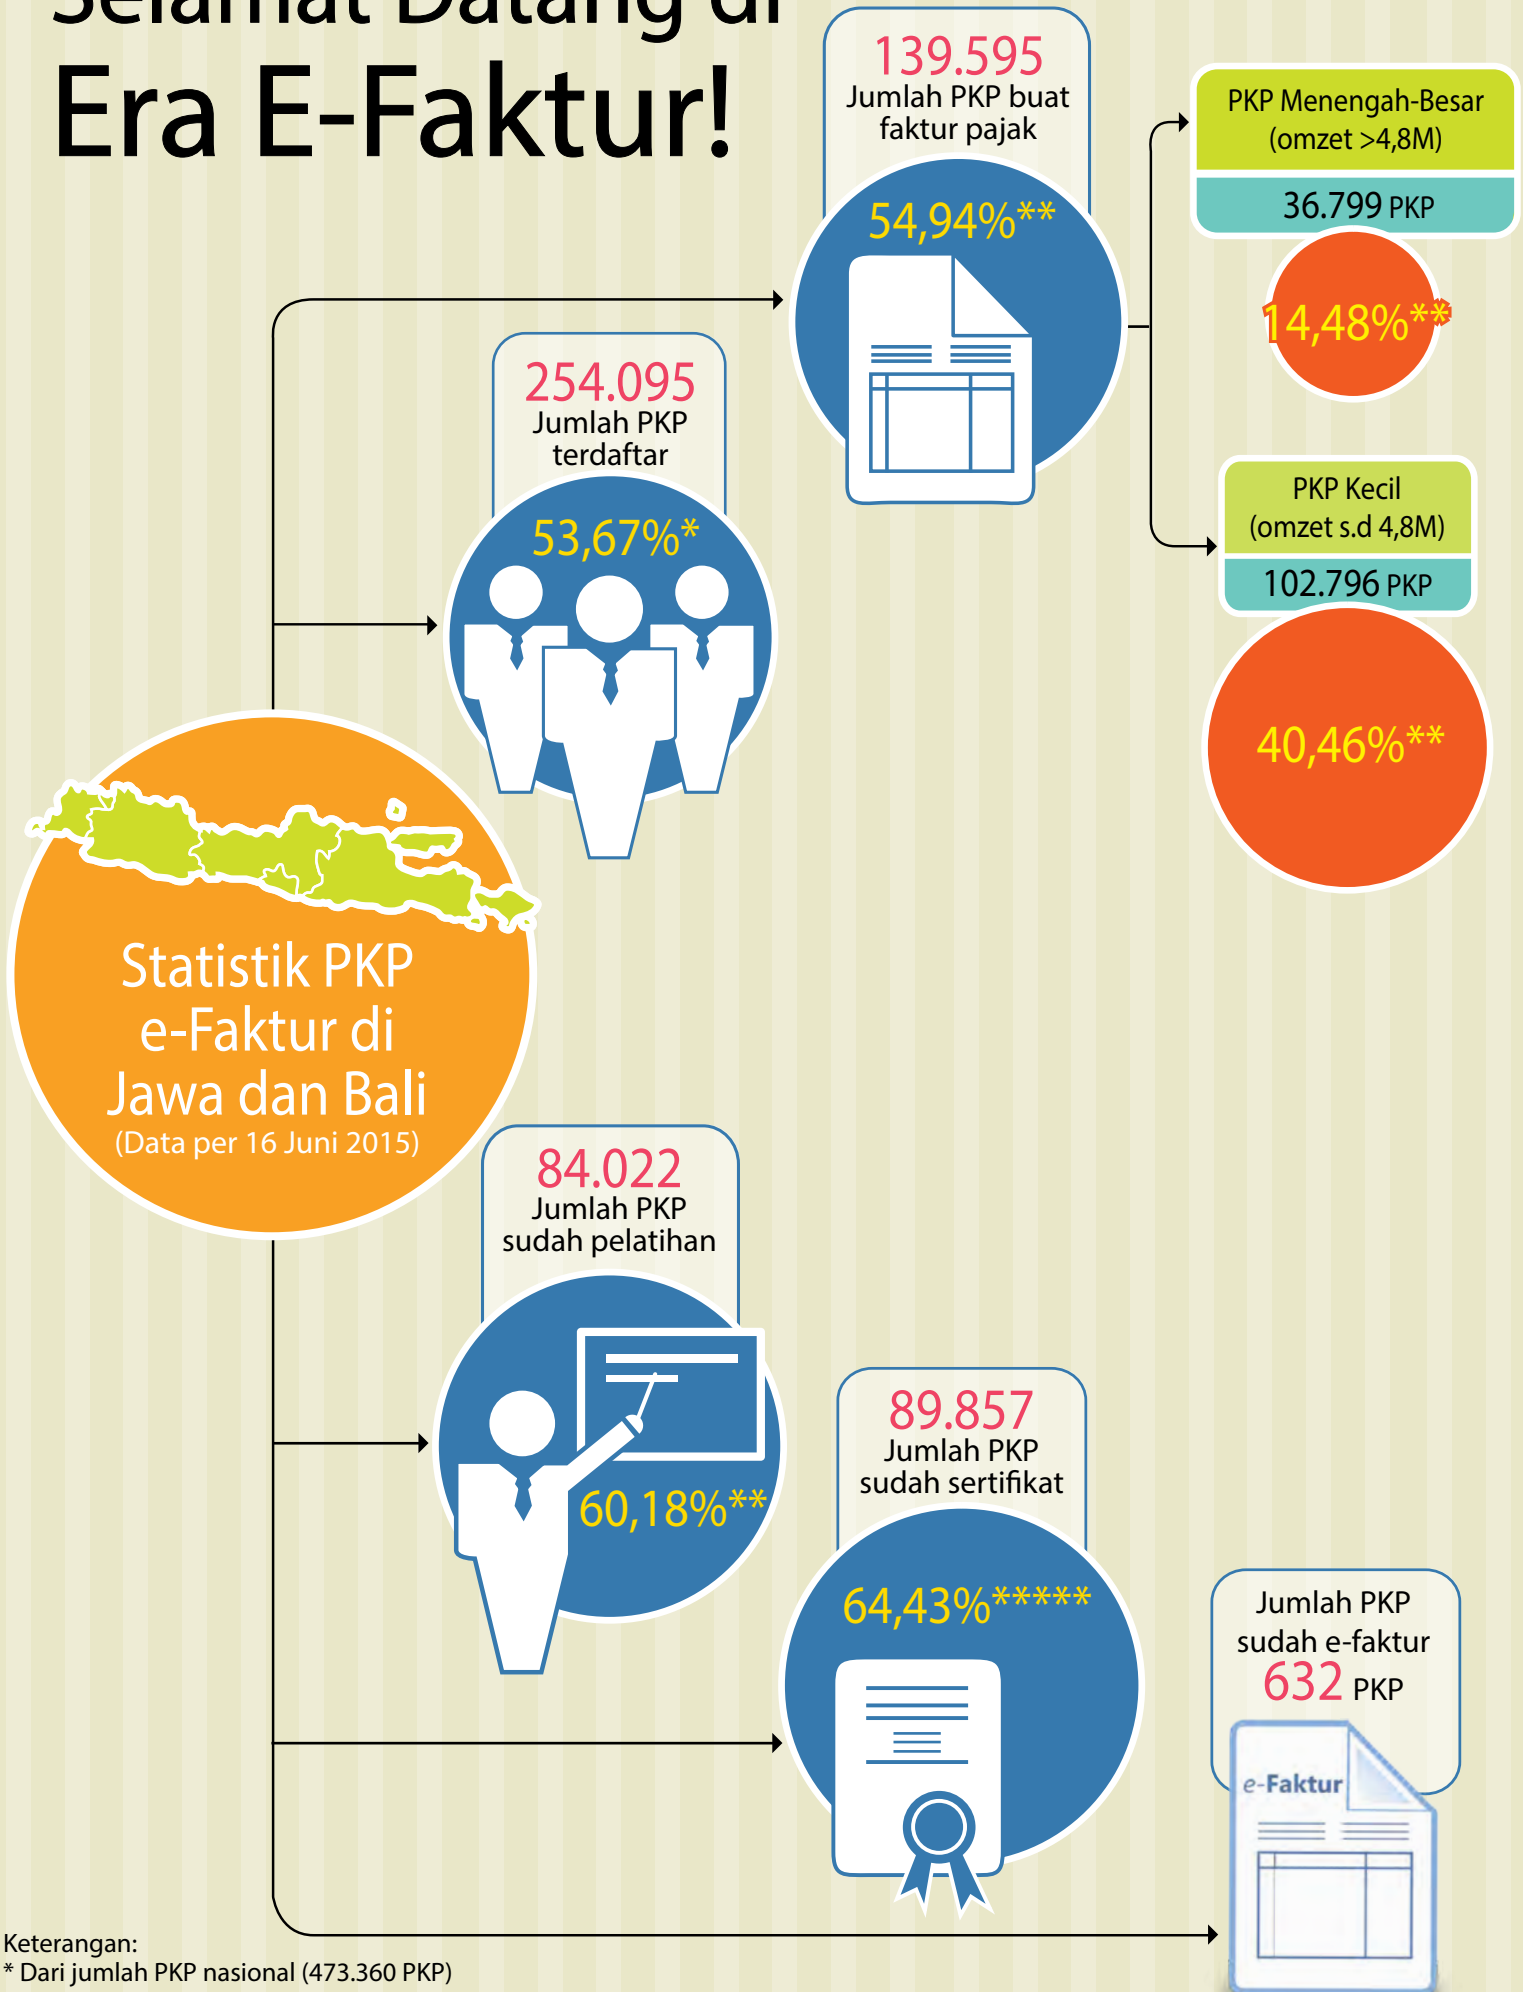 Selamat Datang di
Era E-Faktur!
139.595
Jumlah PKP buat
faktur pajak
54,94%**
PKP Menengah-Besar
(omzet >4,8M)
36.799 PKP
14,48%**
254.095
Jumlah PKP
terdaftar
53,67%*
PKP Kecil
(omzet s.d 4,8M)
102.796 PKP
40,46%**
Statistik PKP
e-Faktur di
Jawa dan Bali
(Data per 16 Juni 2015)
84.022
Jumlah PKP
sudah pelatihan
60,18%**
89.857
Jumlah PKP
sudah sertifikat
64,43%*****
Jumlah PKP
sudah e-faktur
632 PKP
e-Faktur
Keterangan:
* Dari jumlah PKP nasional (473.360 PKP)